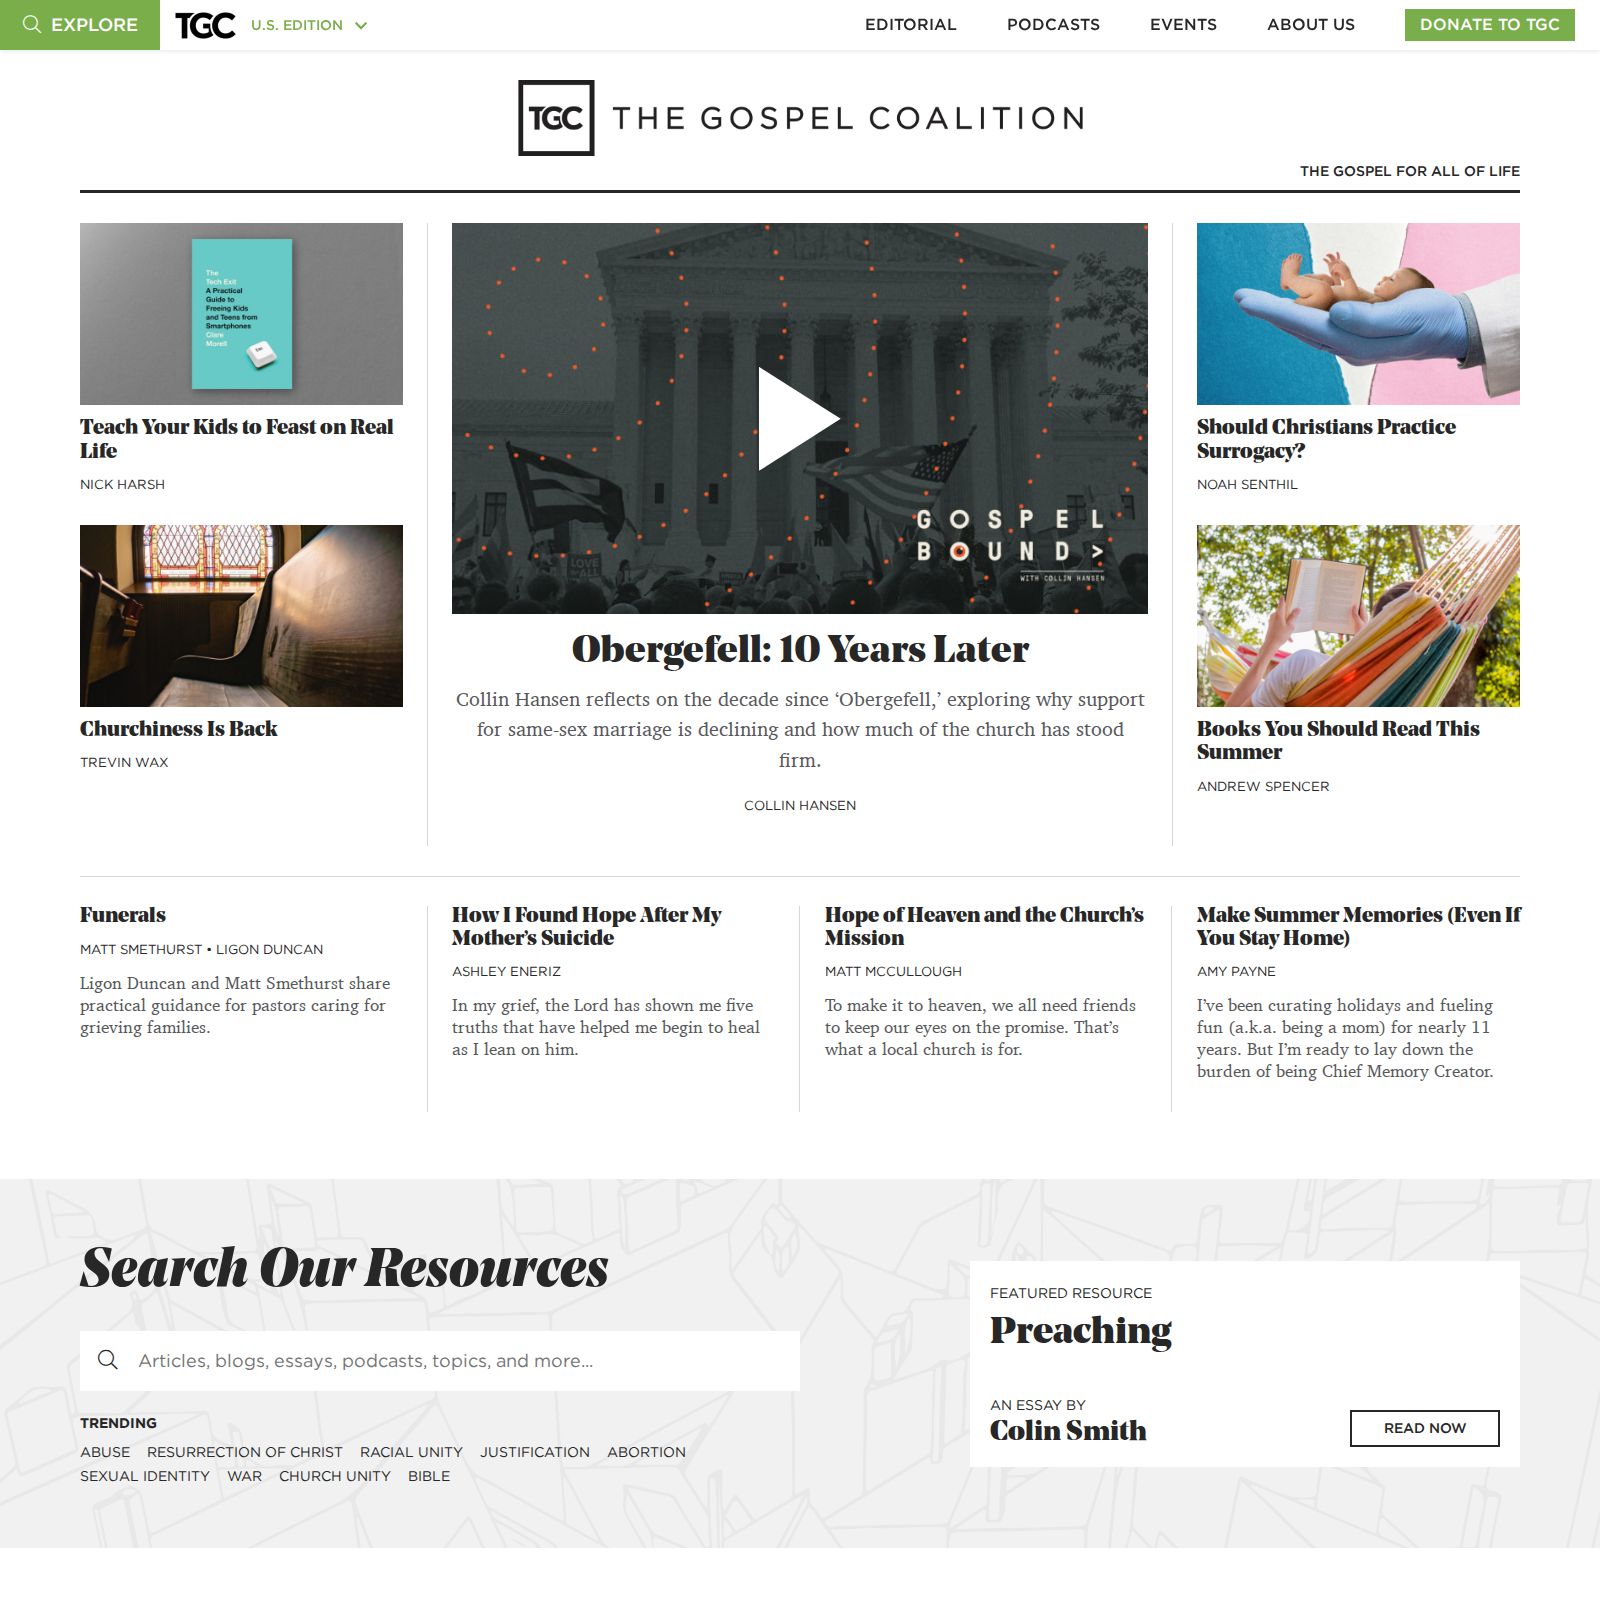 EXPLORE
TGC
U.S. EDITION
EDITORIAL
PODCASTS
EVENTS
ABOUT US
DONATE TO TGC
TGC
THE GOSPEL COALITION
THE GOSPEL FOR ALL OF LIFE
The
Tech Exit
A Practical
Guide to
Freeing Kids
and Teens from
Smartphones
Clare
Morell
Teach Your Kids to Feast on Real
Life
NICK HARSH
Churchiness Is Back
TREVIN WAX
LOVE
ALL
GOSPEL
BOUND >
WITH COLLIN HANSEN
Obergefell: 10 Years Later
Collin Hansen reflects on the decade since ‘Obergefell,’ exploring why support
for same-sex marriage is declining and how much of the church has stood
firm.
COLLIN HANSEN
Should Christians Practice
Surrogacy?
NOAH SENTHIL
Books You Should Read This
Summer
ANDREW SPENCER
Funerals
MATT SMETHURST • LIGON DUNCAN
Ligon Duncan and Matt Smethurst share
practical guidance for pastors caring for
grieving families.
How I Found Hope After My
Mother’s Suicide
ASHLEY ENERIZ
In my grief, the Lord has shown me five
truths that have helped me begin to heal
as I lean on him.
Hope of Heaven and the Church’s
Mission
MATT MCCULLOUGH
To make it to heaven, we all need friends
to keep our eyes on the promise. That’s
what a local church is for.
Make Summer Memories (Even If
You Stay Home)
AMY PAYNE
I’ve been curating holidays and fueling
fun (a.k.a. being a mom) for nearly 11
years. But I’m ready to lay down the
burden of being Chief Memory Creator.
Search Our Resources
Articles, blogs, essays, podcasts, topics, and more...
TRENDING
ABUSE RESURRECTION OF CHRIST RACIAL UNITY JUSTIFICATION ABORTION
SEXUAL IDENTITY WAR CHURCH UNITY BIBLE
FEATURED RESOURCE
Preaching
AN ESSAY BY
Colin Smith
READ NOW